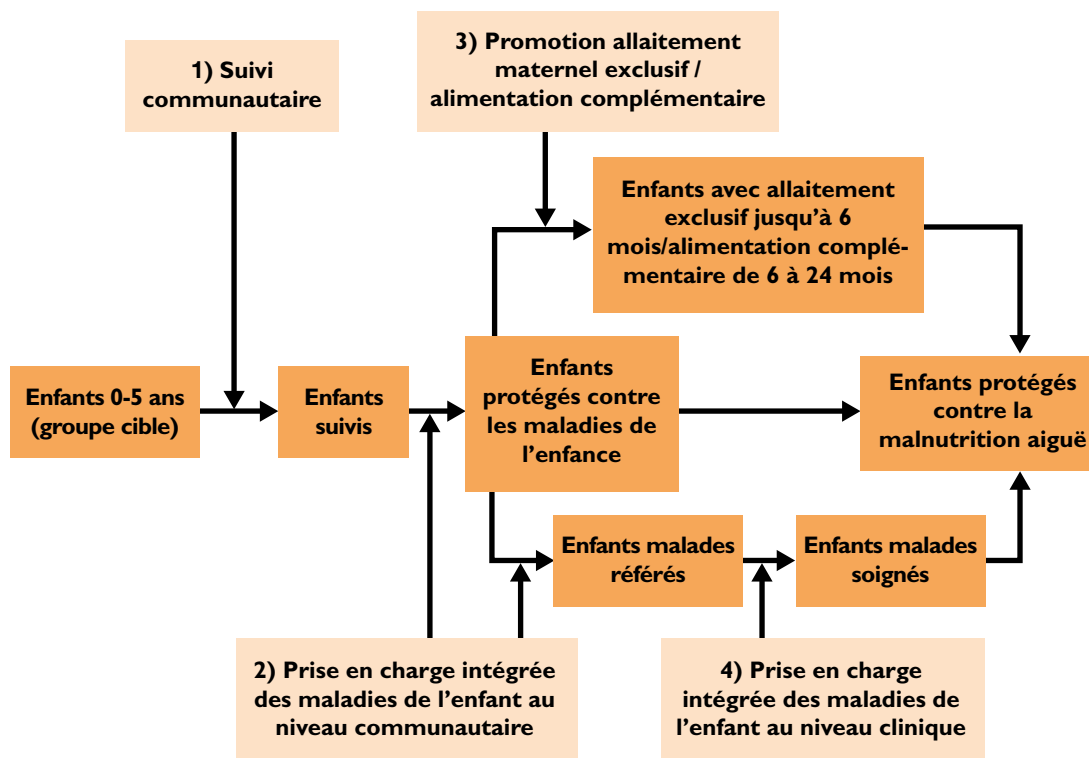 1) Suivi
communautaire
3) Promotion allaitement
maternel exclusif /
alimentation complémentaire
Enfants avec allaitement
exclusif jusqu’à 6
mois/alimentation complé-
mentaire de 6 à 24 mois
Enfants 0-5 ans
(groupe cible)
Enfants
suivis
Enfants
protégés contre
les maladies de
l’enfance
Enfants protégés
contre la
malnutrition aiguë
Enfants malades
référés
Enfants malades
soignés
2) Prise en charge intégrée
des maladies de l’enfant au
niveau communautaire
4) Prise en charge
intégrée des maladies de
l’enfant au niveau clinique